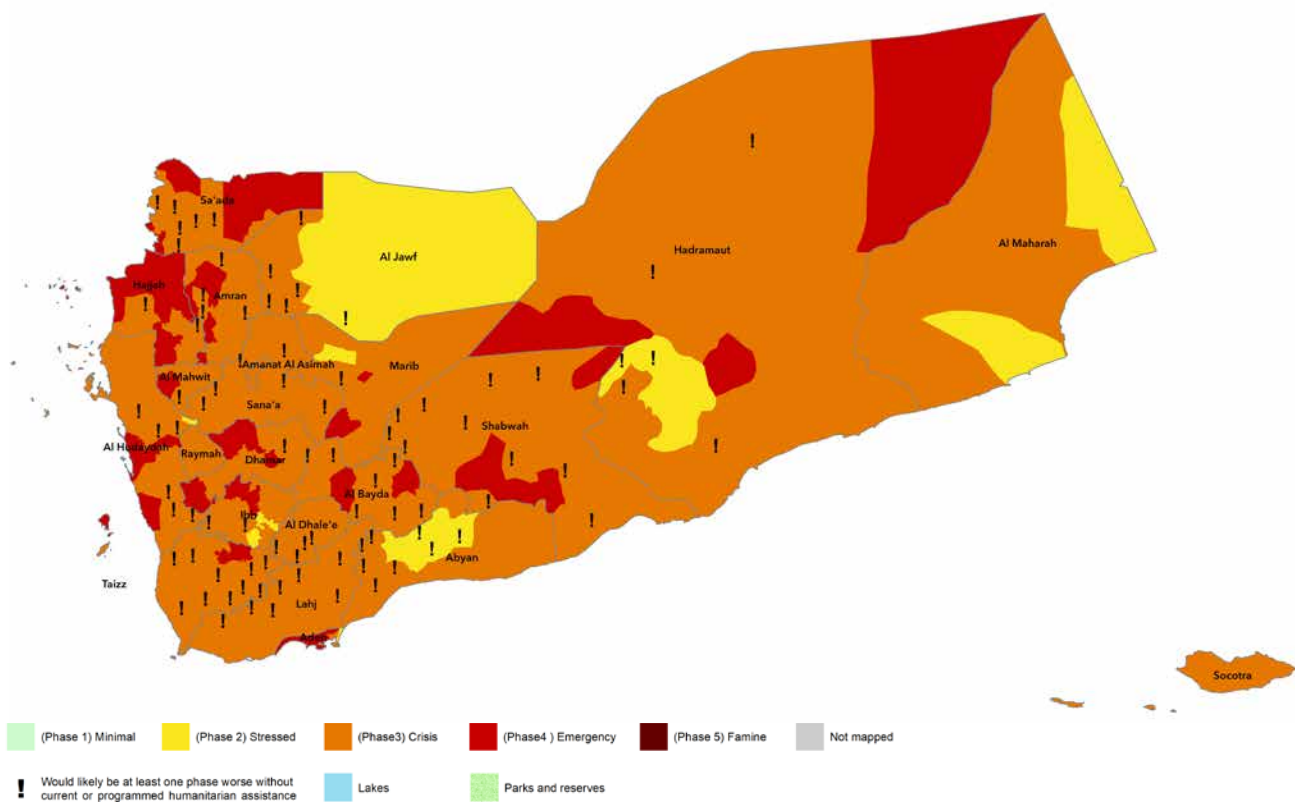 Sa'ada
Al Jawf
Hadramaut
Al Maharah
Hajjah
Amran
Amanat Al Asimah
Marib
Al Mahwit
Sana'a
Shabwah
Al Hudaydah
Raymah
Dhamar
Al Bayda
Ibb
Al Dhale'e
Abyan
Taizz
Lahj
Aden
Socotra
(Phase 1) Minimal
(Phase 2) Stressed
(Phase3) Crisis
(Phase4 ) Emergency
(Phase 5) Famine
Not mapped
! Would likely be at least one phase worse without
current or programmed humanitarian assistance
Lakes
Parks and reserves